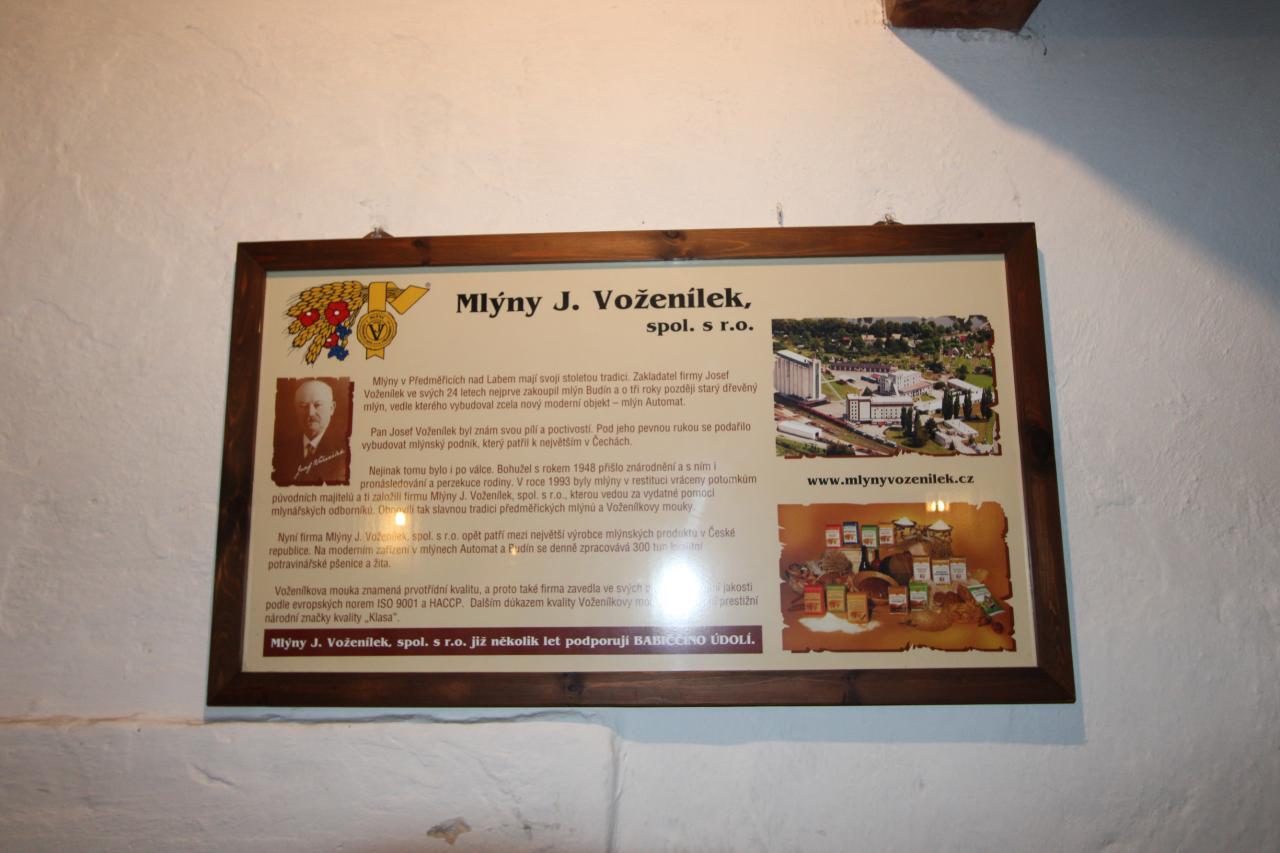 Mlýny J. Voženílek,
spol. s r.o.
Mlýny v Předměřicích nad Labem mají svoji stoletou tradici. Zakladatel firmy Josef
Voženílek ve svých 24 letech nejprve zakoupil mlýn Budín a o tři roky později starý dřevěný
mlýn, vedle kterého vybudoval zcela nový moderní objekt – mlýn Automat.
Pan Josef Voženílek byl znám svou pílí a poctivostí. Pod jeho pevnou rukou se podařilo
vybudovat mlýnský podnik, který patřil k největším v Čechách.
Nejinak tomu bylo i po válce. Bohužel s rokem 1948 přišlo znárodnění a s ním i
pronásledování a perzekuce rodiny. V roce 1993 byly mlýny v restituci vráceny potomkům
původních majitelů a ti založili firmu Mlýny J. Voženílek, spol. s r.o., kterou vedou za vydatné pomoci
mlynářských odborníků. Obnovili tak slavnou tradici předměřických mlýnů a Voženílkovy mouky.
Nyní firma Mlýny J. Voženílek, spol. s r.o. opět patří mezi největší výrobce mlýnských produktů v České
republice. Na moderním zařízení v mlýnech Automat a Budín se denně zpracovává 300 tun kvalitní
potravinářské pšenice a žita.
Voženílkova mouka znamená prvotřídní kvalitu, a proto také firma zavedla ve svých jakosti
podle evropských norem ISO 9001 a HACCP. Dalším důkazem kvality Voženílkovy prestižní
národní značky kvality „Klasa".
Mlýny J. Voženílek, spol. s r.o. již několik let podporují BABIČČINO ÚDOLÍ.
Josef Voženílek
www.mlynyvozenilek.cz